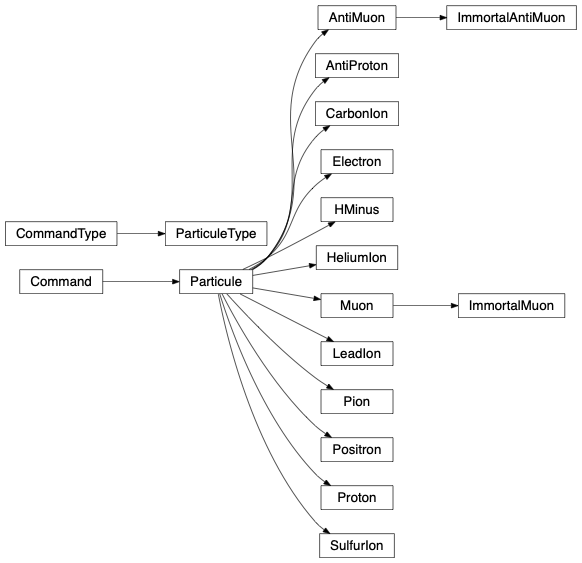 AntiMuon
ImmortalAntiMuon
AntiProton
CarbonIon
Electron
HMinus
CommandType
ParticuleType
HeliumIon
Command
Particule
Muon
ImmortalMuon
LeadIon
Pion
Positron
Proton
SulfurIon